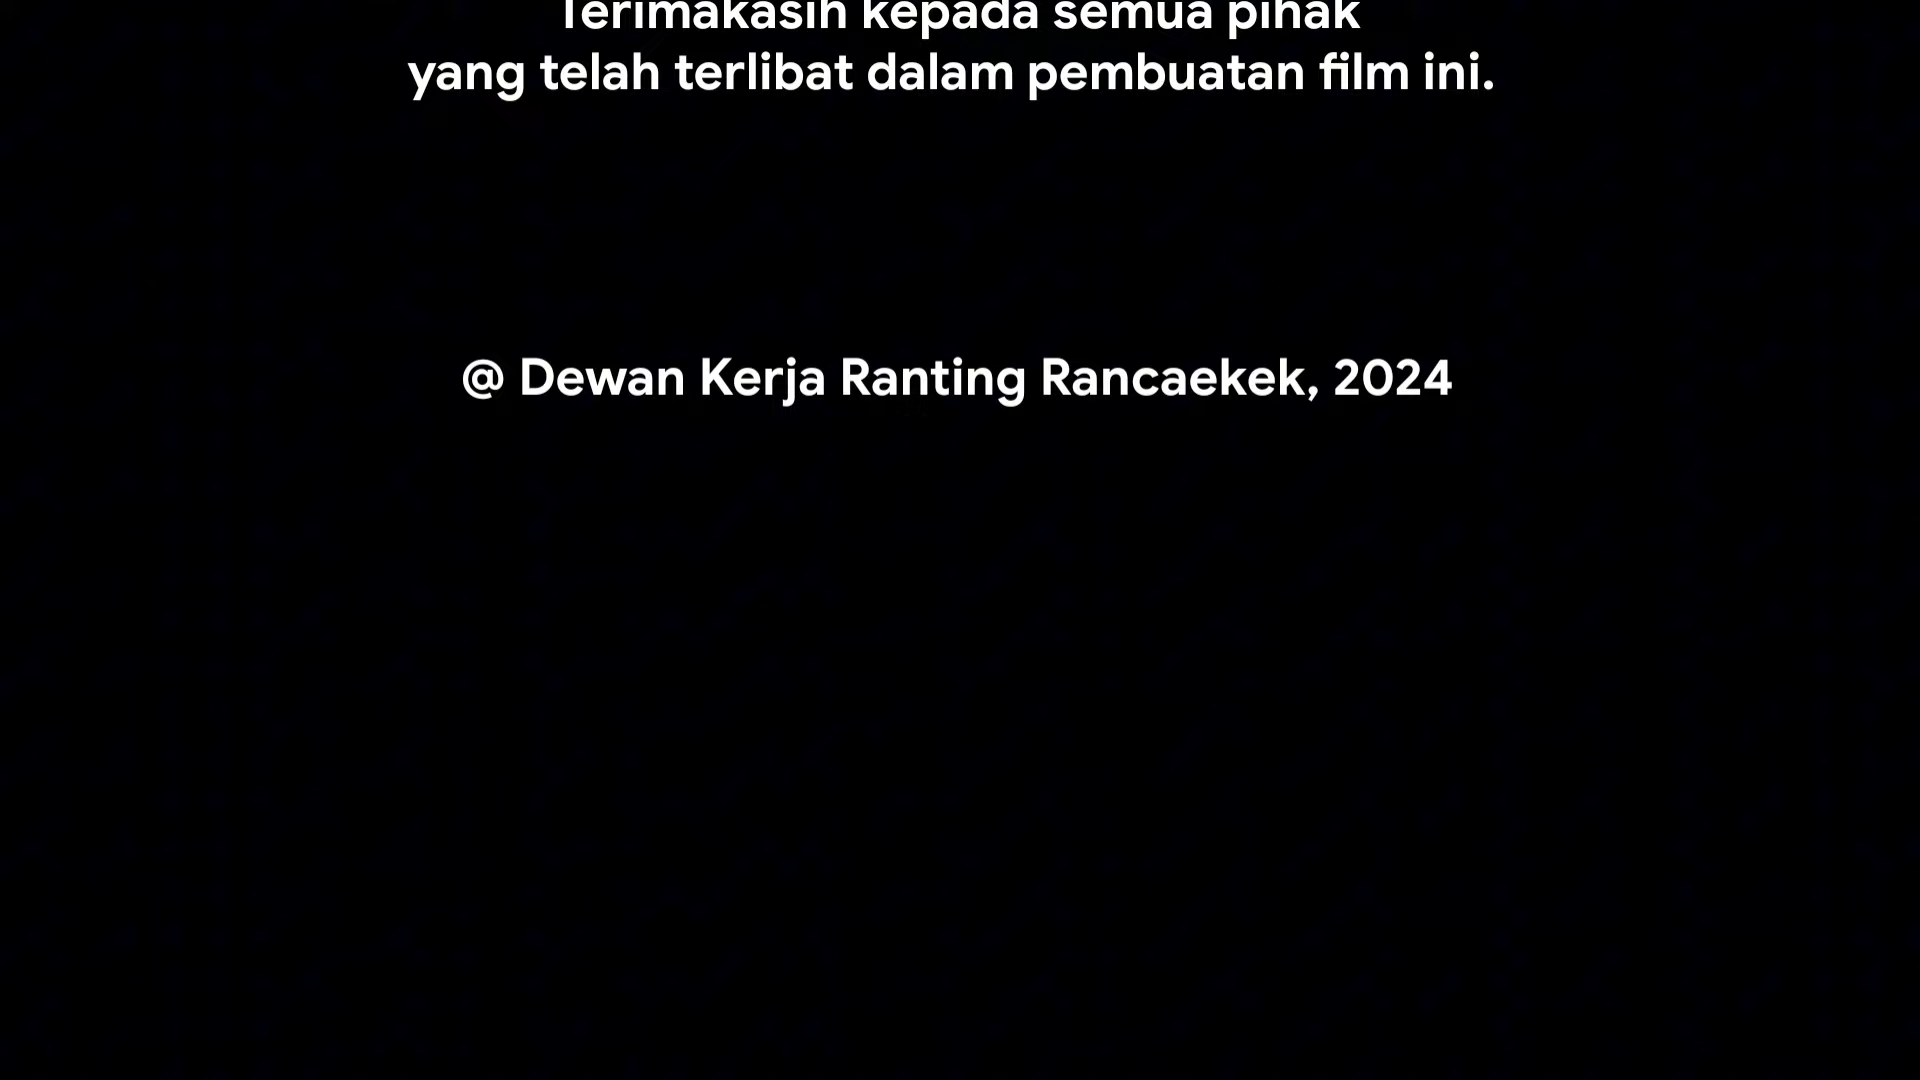 Terimakasih kepada semua pihak
yang telah terlibat dalam pembuatan film ini.
@ Dewan Kerja Ranting Rancaekek, 2024